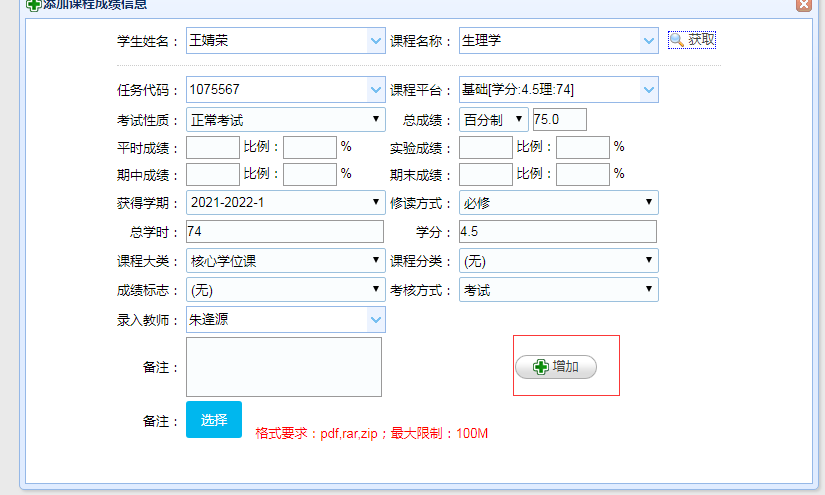 添加课程成绩信息
学生姓名： 王婧荣 课程名称： 生理学 获取
任务代码： 1075567 课程平台： 基础[学分:4.5理:74]
考试性质： 正常考试 总成绩： 百分制 75.0
平时成绩： 比例： % 实验成绩： 比例： %
期中成绩： 比例： % 期末成绩： 比例： %
获得学期： 2021-2022-1 修读方式： 必修
总学时： 74 学分： 4.5
课程大类： 核心学位课 课程分类： (无)
成绩标志： (无) 考核方式： 考试
录入教师： 朱逢源
备注： 增加
备注： 选择 格式要求：pdf,rar,zip；最大限制：100M